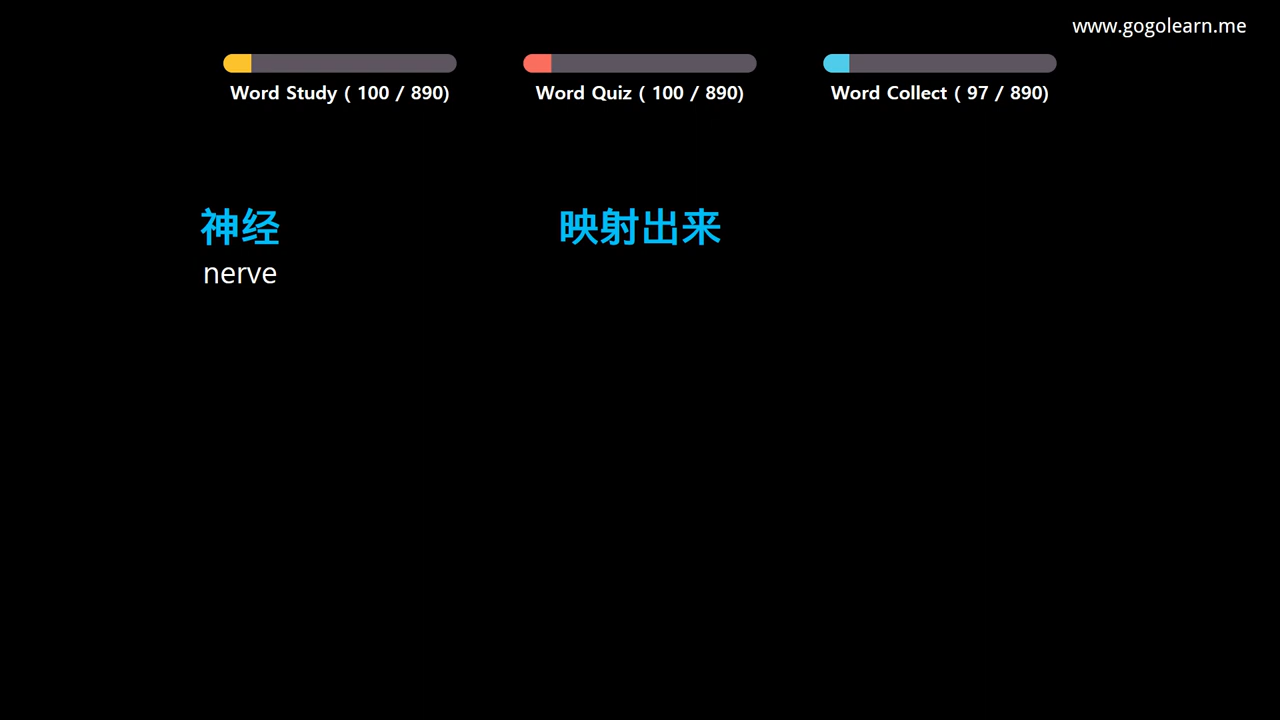 www.gogolearn.me
Word Study ( 100 / 890)
Word Quiz ( 100 / 890)
Word Collect ( 97 / 890)
神经
映射出来
nerve